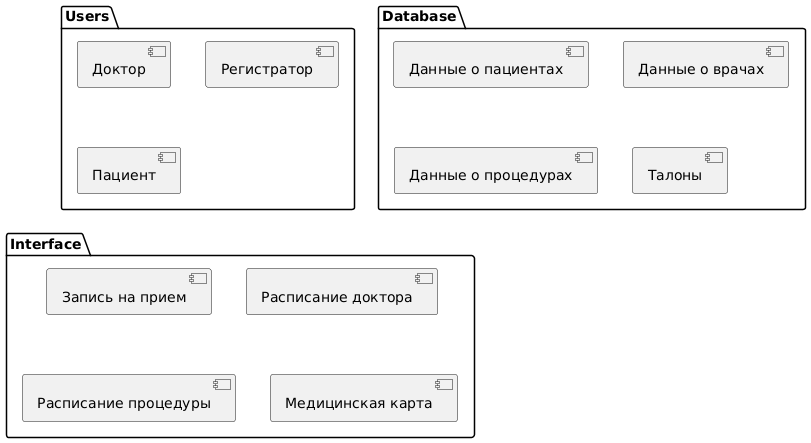 Users
Доктор
Регистратор
Пациент
Database
Данные о пациентах
Данные о врачах
Данные о процедурах
Талоны
Interface
Запись на прием
Расписание доктора
Расписание процедуры
Медицинская карта